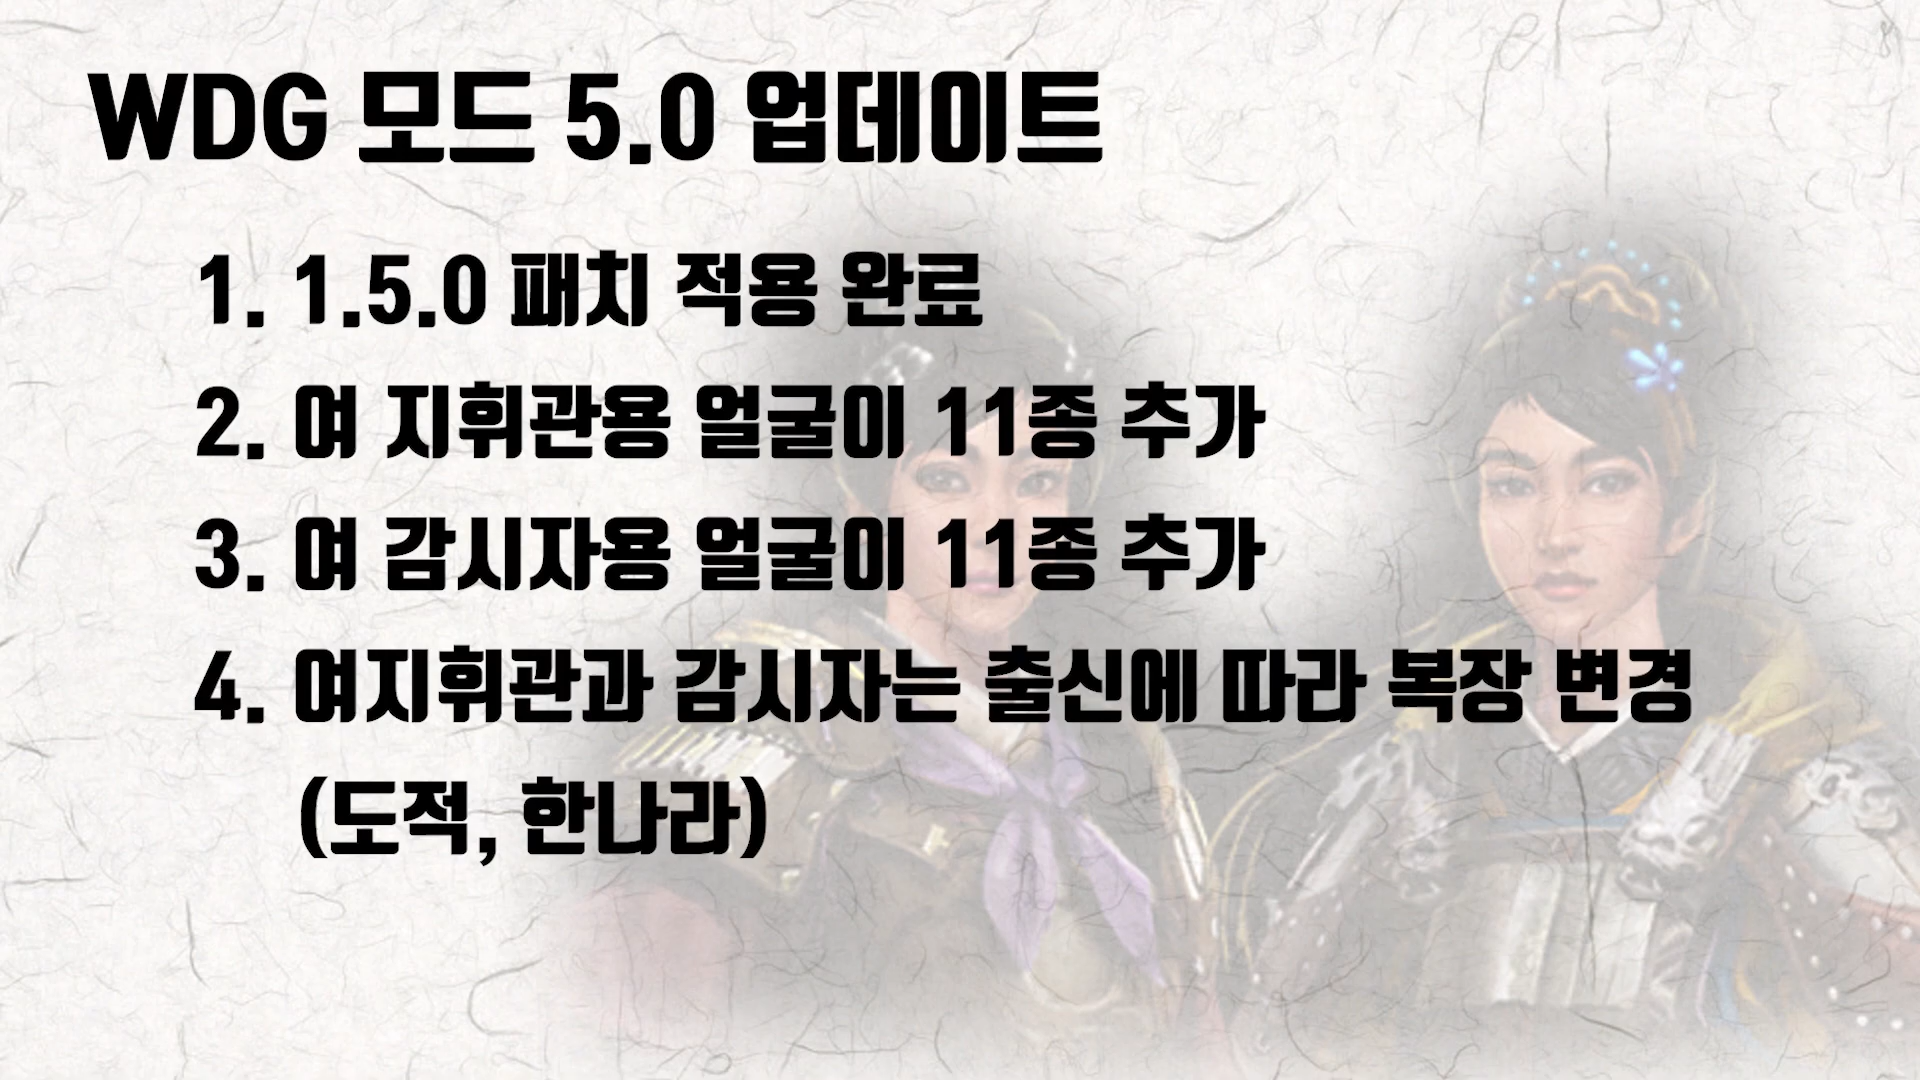 WDG 모드 5.0 업데이트
1. 1.5.0 패치 적용 완료
2. 여 지휘관용 얼굴이 11종 추가
3. 여 감시자용 얼굴이 11종 추가
4. 여지휘관과 감시자는 출신에 따라 복장 변경
(도적, 한나라)